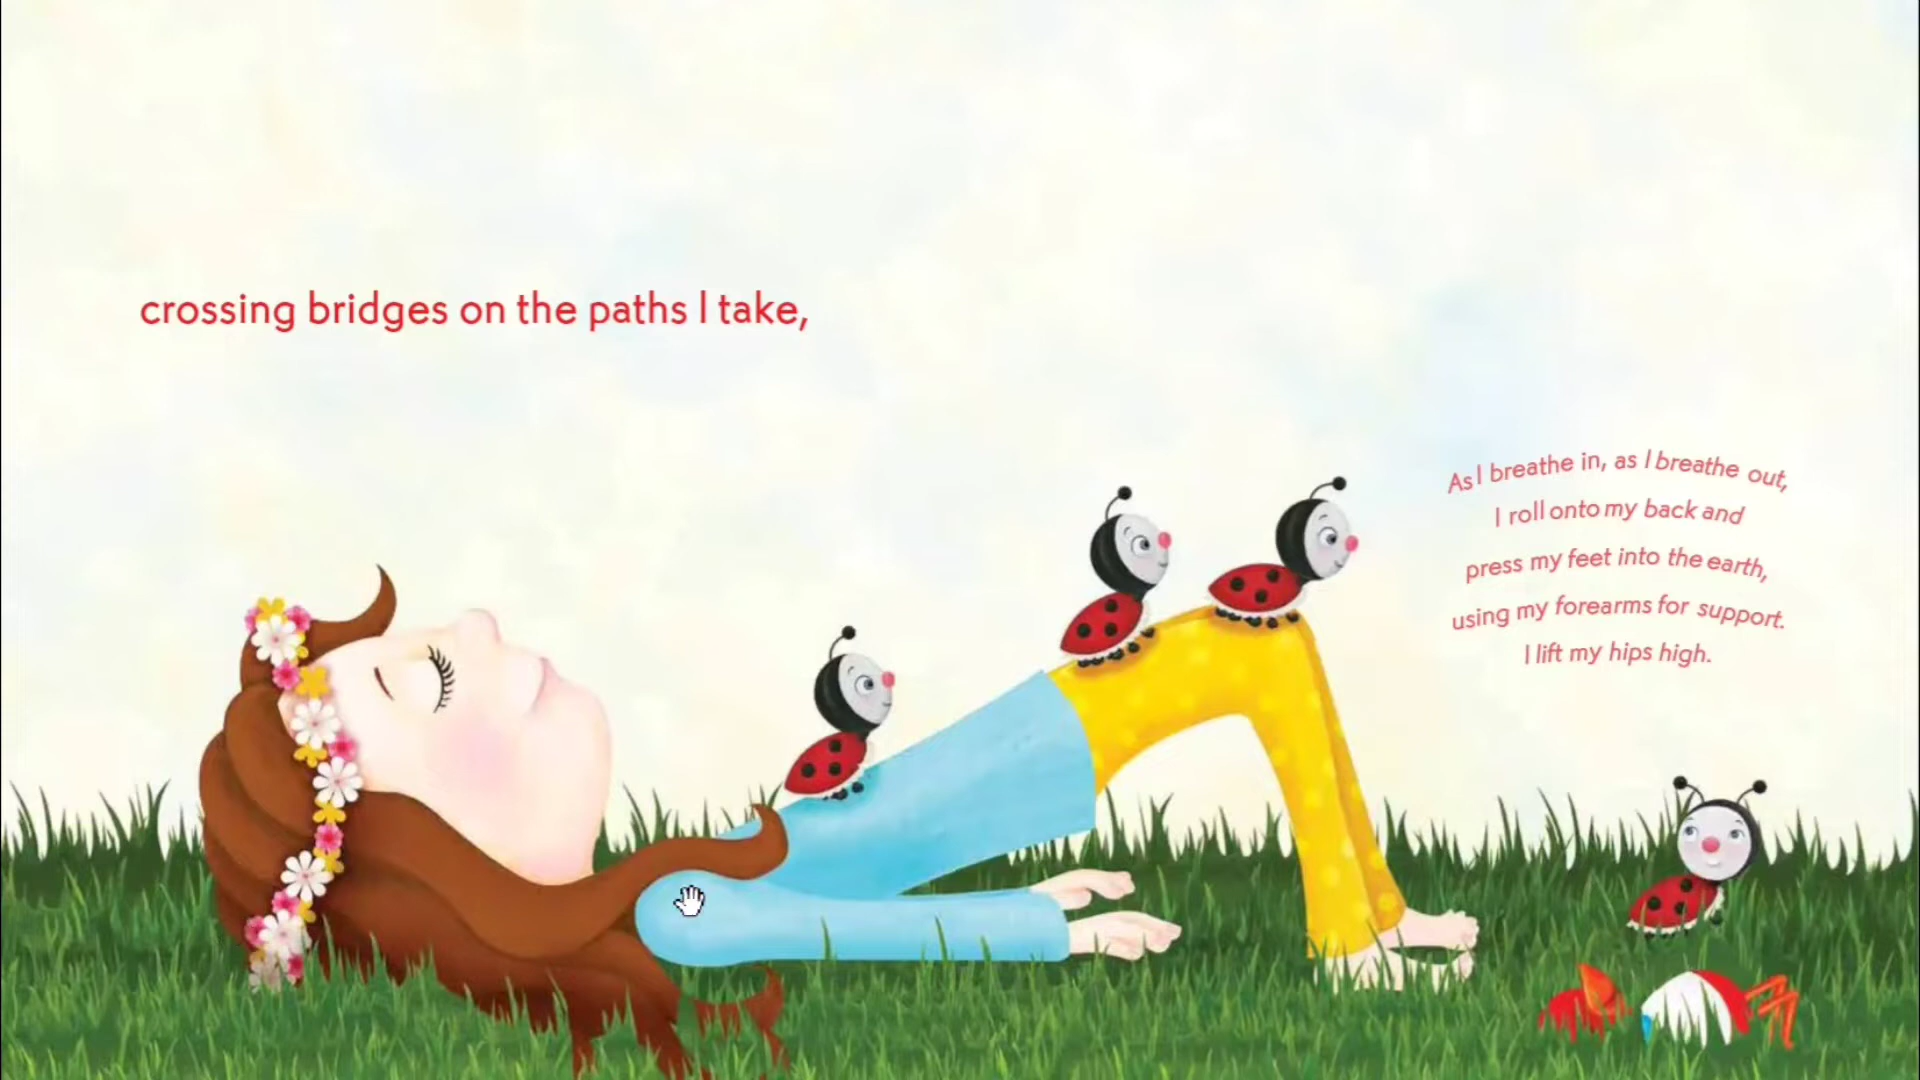 crossing bridges on the paths I take,
As I breathe in, as I breathe out,
I roll onto my back and
press my feet into the earth,
using my forearms for support.
I lift my hips high.